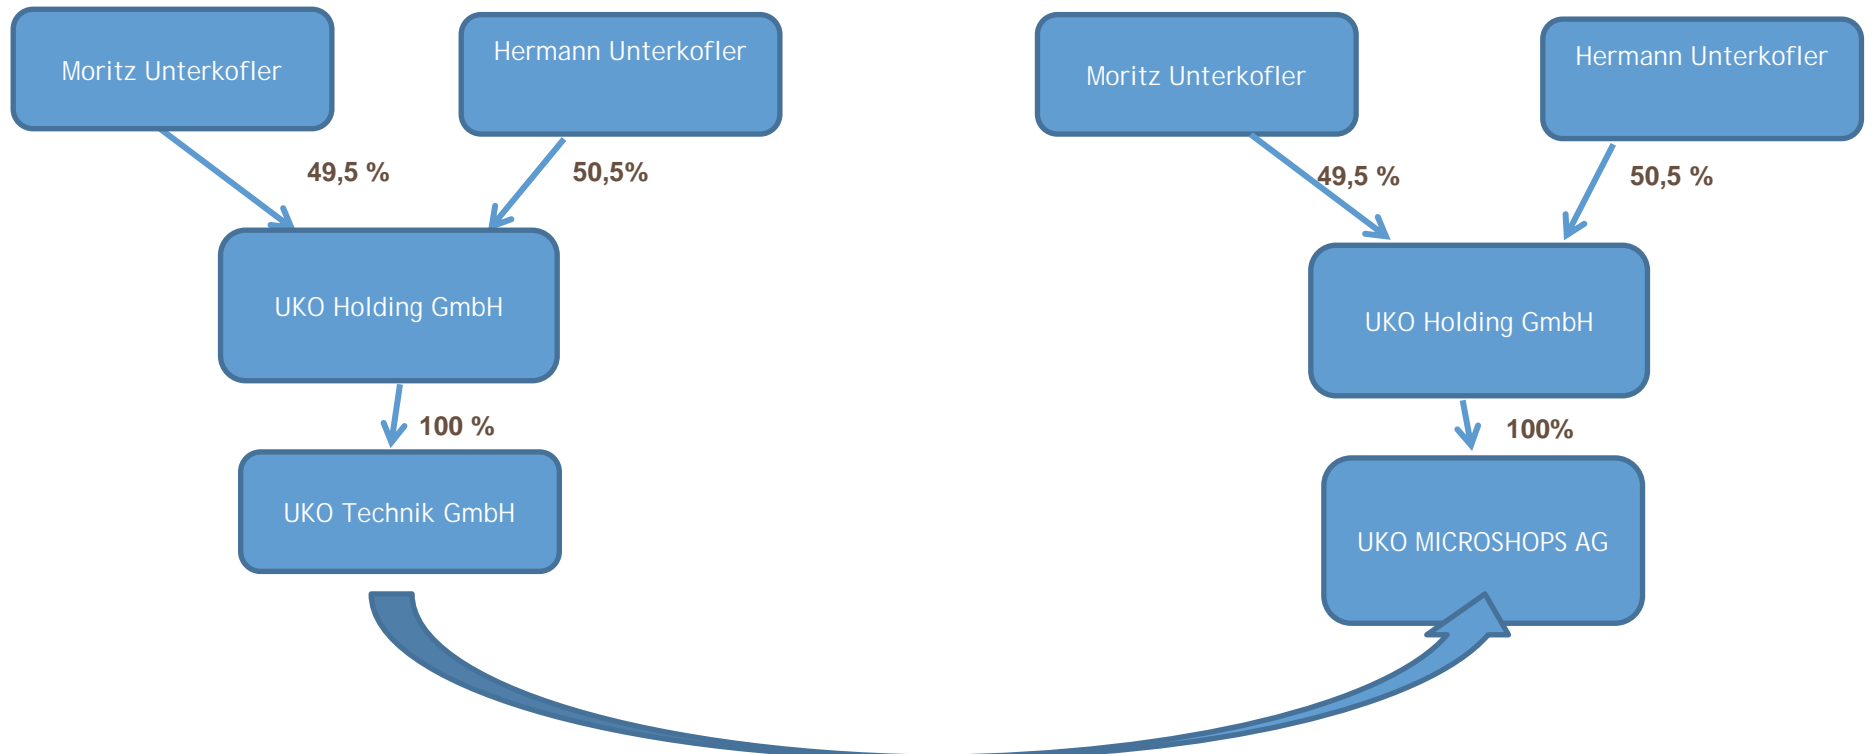 Moritz Unterkofler
Hermann Unterkofler
49,5 %
50,5%
UKO Holding GmbH
100 %
UKO Technik GmbH
Moritz Unterkofler
Hermann Unterkofler
49,5 %
50,5 %
UKO Holding GmbH
100%
UKO MICROSHOPS AG